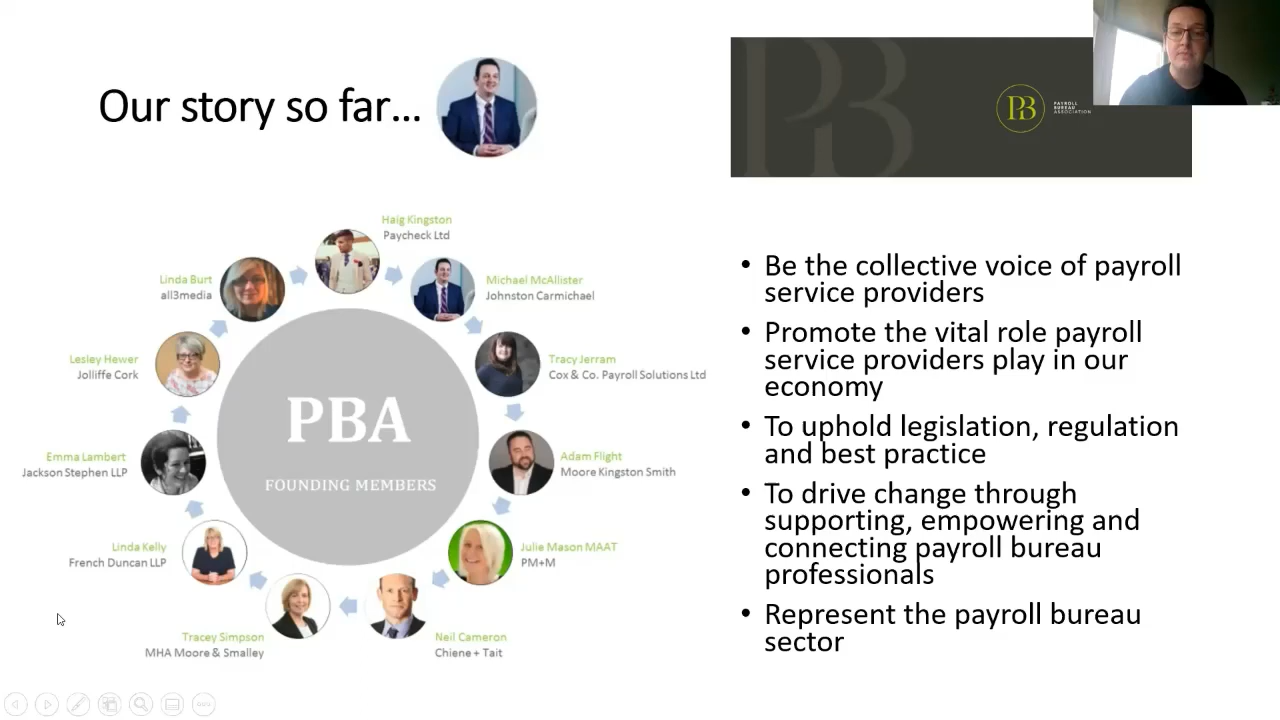 Our story so far...
PB
PB
PAYROLL
BUREAU
ASSOCIATION
Haig Kingston
Paycheck Ltd
Michael McAllister
Johnston Carmichael
Tracy Jerram
Cox & Co. Payroll Solutions Ltd
Adam Flight
Moore Kingston Smith
Julie Mason MAAT
PM+M
Neil Cameron
Chiene + Tait
Tracey Simpson
MHA Moore & Smalley
Linda Kelly
French Duncan LLP
Emma Lambert
Jackson Stephen LLP
Lesley Hewer
Jolliffe Cork
Linda Burt
all3media
PBA
FOUNDING MEMBERS
• Be the collective voice of payroll
service providers
• Promote the vital role payroll
service providers play in our
economy
• To uphold legislation, regulation
and best practice
• To drive change through
supporting, empowering and
connecting payroll bureau
professionals
• Represent the payroll bureau
sector